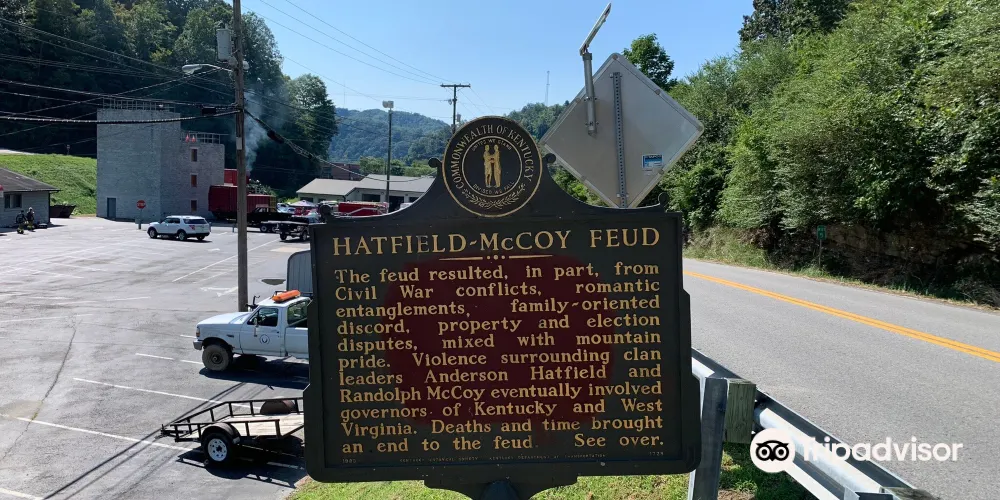 COMMONWEALTH OF KENTUCKY
HATFIELD-McCOY FEUD
The feud resulted, in part, from
Civil War conflicts, romantic
entanglements, family-oriented
discord, property and election
disputes, mixed with mountain
pride. Violence surrounding clan
leaders Anderson Hatfield and
Randolph McCoy eventually involved
governors of Kentucky and West
Virginia. Deaths and time brought
an end to the feud. See over.
Tripadvisor